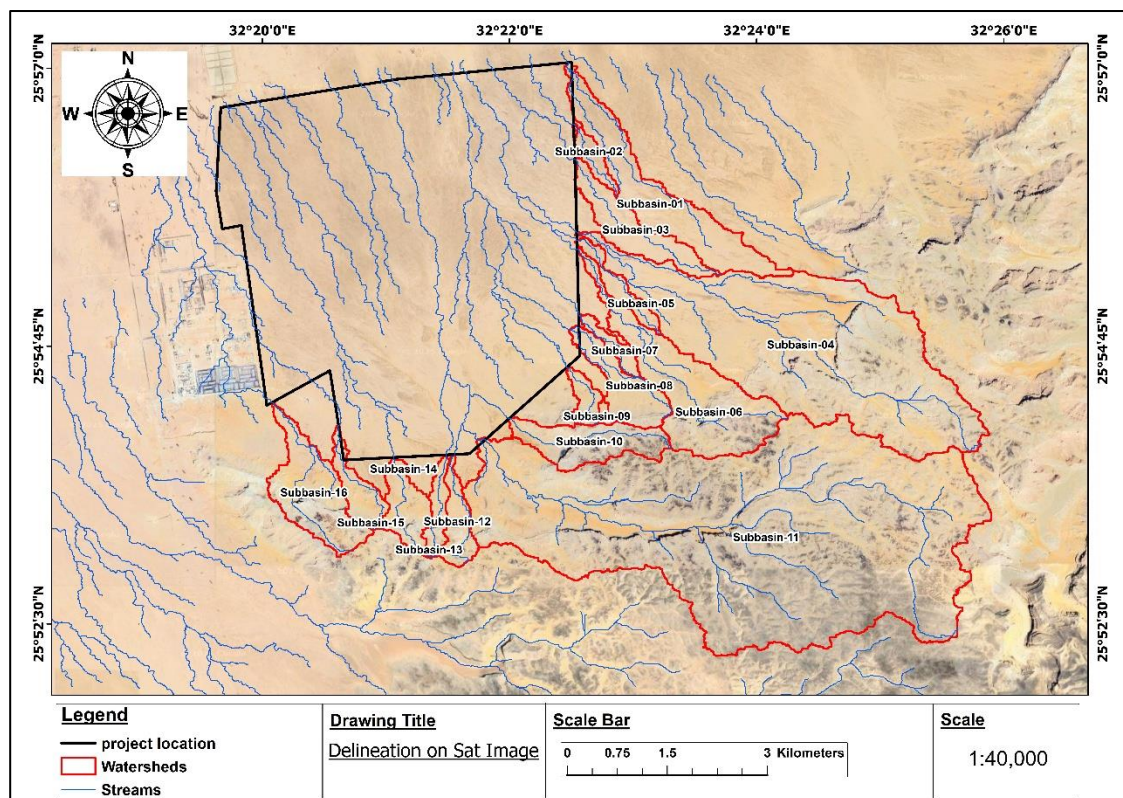 32°20'0"E 32°22'0"E 32°24'0"E 32°06'0"E
25°57'0"N
25°57'0"N
N
W E
S
Subbasin-02
Subbasin-01
Subbasin-03
Subbasin-05
25°54'45"N
25°54'45"N
Subbasin-04
Subbasin-07
Subbasin-08
Subbasin-06
Subbasin-09
Subbasin-10
Subbasin-14
Subbasin-16
Subbasin-15
Subbasin-12
Subbasin-11
Subbasin-13
25°52'30"N
25°52'30"N
Legend
project location
Watersheds
Streams
Drawing Title
Delineation on Sat Image
Scale Bar
0 0.75 1.5 3 Kilometers
Scale
1:40,000